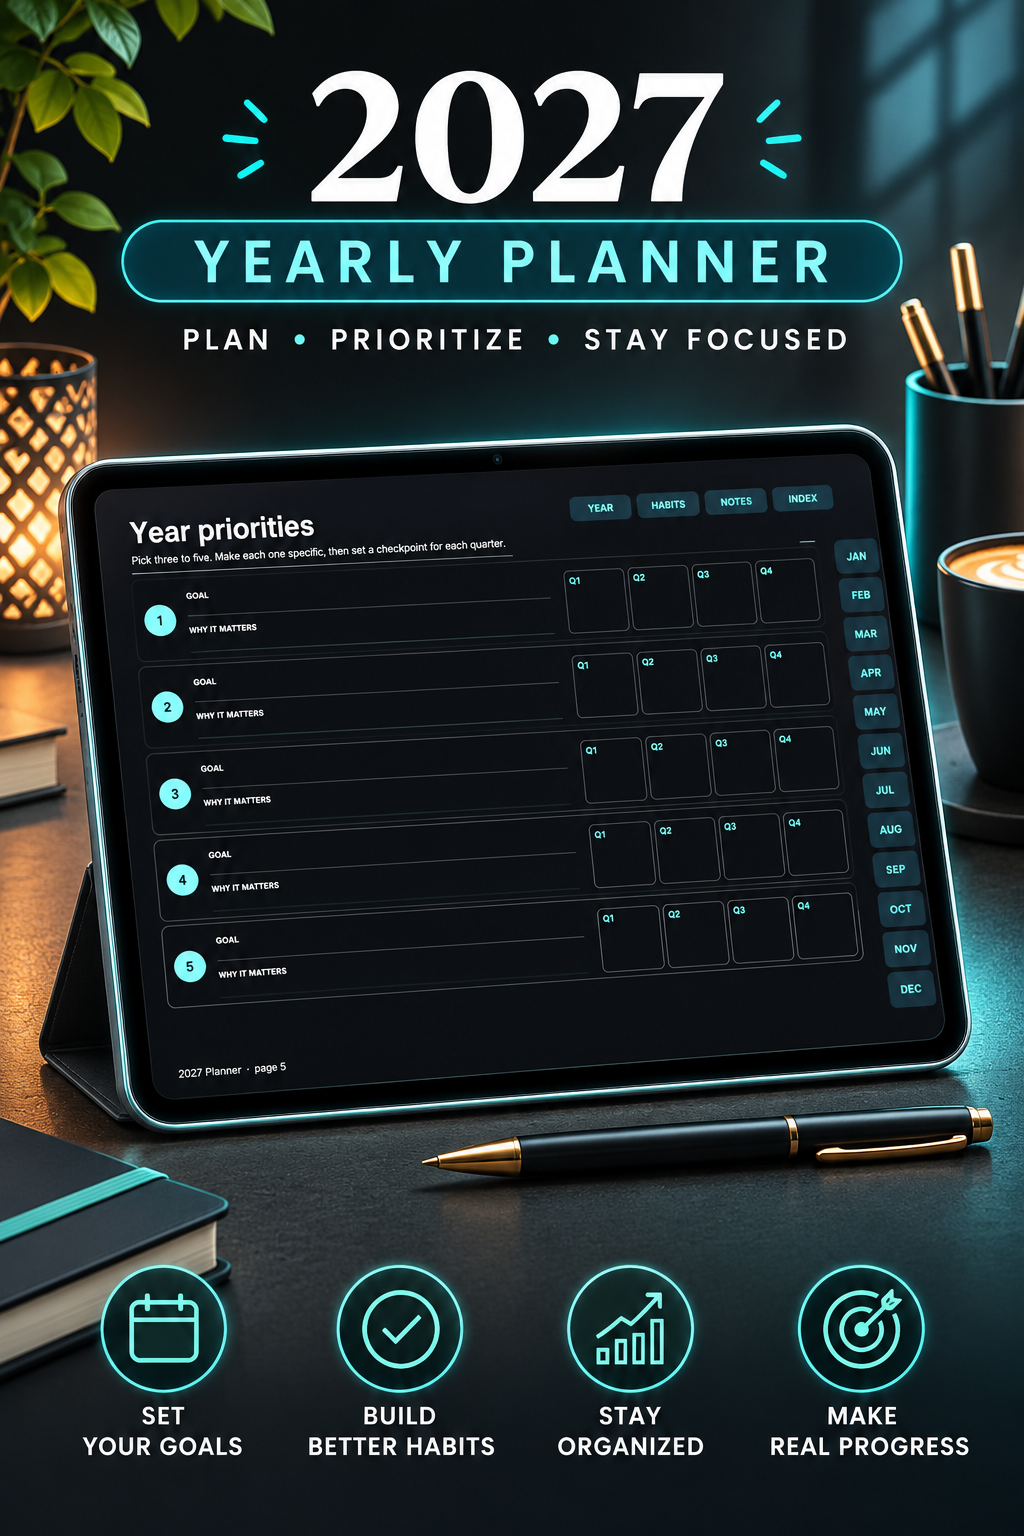 2027
YEARLY PLANNER
PLAN • PRIORITIZE • STAY FOCUSED
YEAR HABITS NOTES INDEX
Year priorities
Pick three to five. Make each one specific, then set a checkpoint for each quarter.
1 GOAL Q1 Q2 Q3 Q4
WHY IT MATTERS
2 GOAL Q1 Q2 Q3 Q4
WHY IT MATTERS
3 GOAL Q1 Q2 Q3 Q4
WHY IT MATTERS
4 GOAL Q1 Q2 Q3 Q4
WHY IT MATTERS
5 GOAL Q1 Q2 Q3 Q4
WHY IT MATTERS
JAN
FEB
MAR
APR
MAY
JUN
JUL
AUG
SEP
OCT
NOV
DEC
2027 Planner · page 5
SET
YOUR GOALS
BUILD
BETTER HABITS
STAY
ORGANIZED
MAKE
REAL PROGRESS